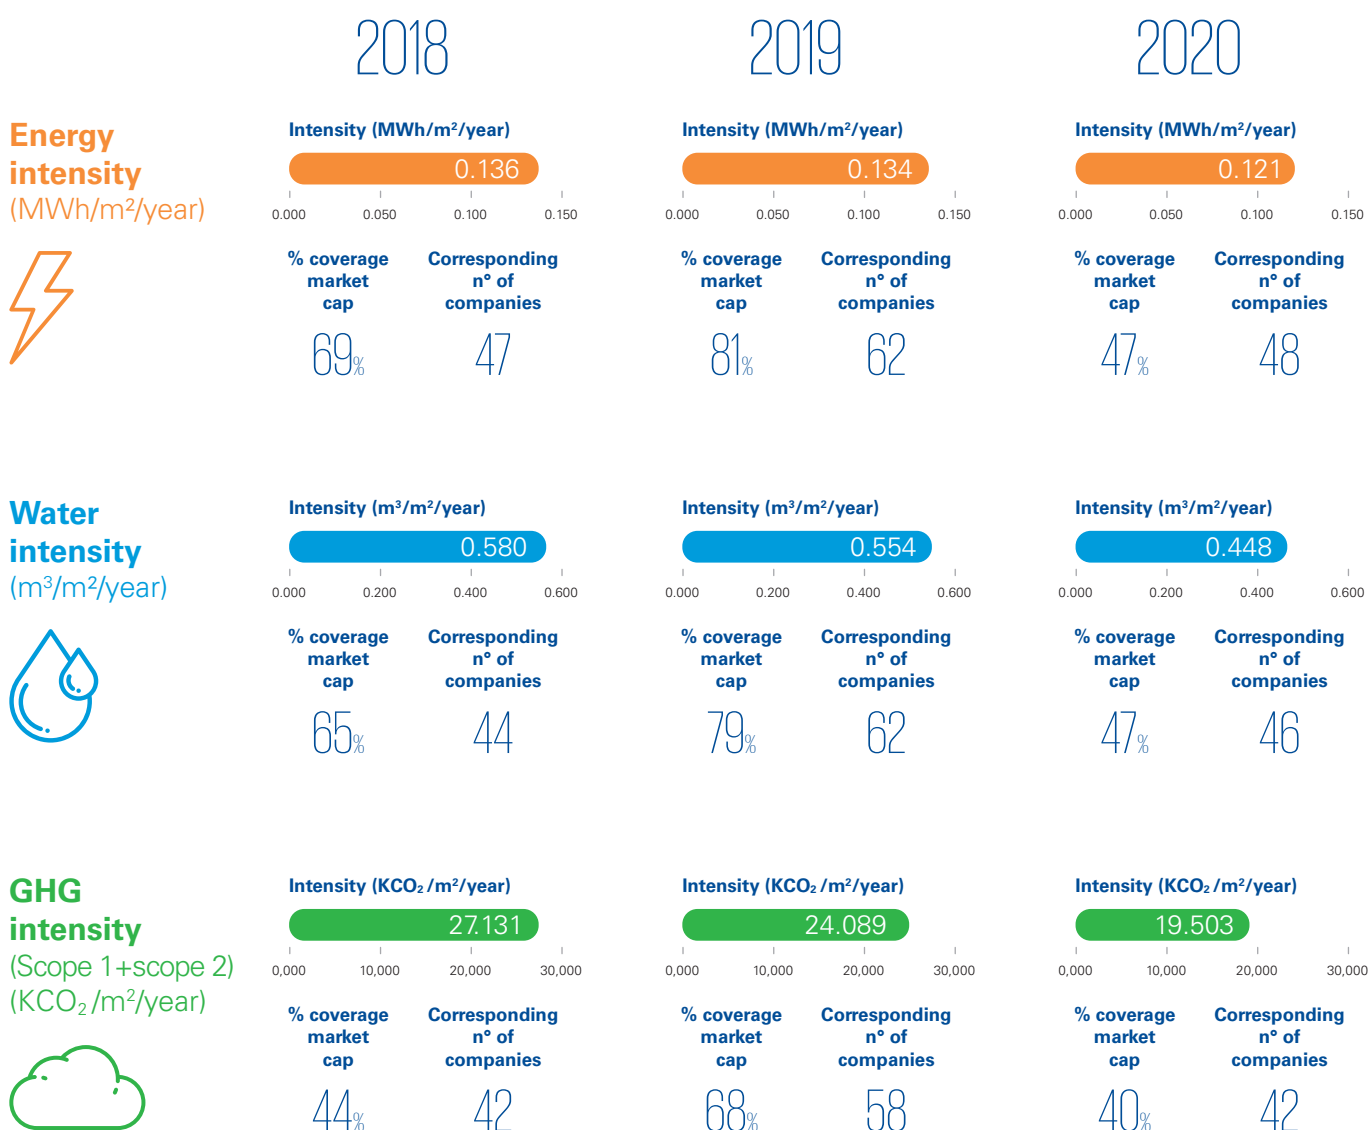 2018 2019 2020
Energy
intensity
(MWh/m²/year)
Intensity (MWh/m²/year)
0.136
0.000 0.050 0.100 0.150
% coverage
market
cap
69%
Corresponding
n° of
companies
47
Intensity (MWh/m²/year)
0.134
0.000 0.050 0.100 0.150
% coverage
market
cap
81%
Corresponding
n° of
companies
62
Intensity (MWh/m²/year)
0.121
0.000 0.050 0.100 0.150
% coverage
market
cap
47%
Corresponding
n° of
companies
48
Water
intensity
(m³/m²/year)
Intensity (m³/m²/year)
0.580
0.000 0.200 0.400 0.600
% coverage
market
cap
65%
Corresponding
n° of
companies
44
Intensity (m³/m²/year)
0.554
0.000 0.200 0.400 0.600
% coverage
market
cap
79%
Corresponding
n° of
companies
62
Intensity (m³/m²/year)
0.448
0.000 0.200 0.400 0.600
% coverage
market
cap
47%
Corresponding
n° of
companies
46
GHG
intensity
(Scope 1+scope 2)
(KCO₂/m²/year)
Intensity (KCO₂/m²/year)
27.131
0,000 10,000 20,000 30,000
% coverage
market
cap
44%
Corresponding
n° of
companies
42
Intensity (KCO₂/m²/year)
24.089
0,000 10,000 20,000 30,000
% coverage
market
cap
68%
Corresponding
n° of
companies
58
Intensity (KCO₂/m²/year)
19.503
0,000 10,000 20,000 30,000
% coverage
market
cap
40%
Corresponding
n° of
companies
42